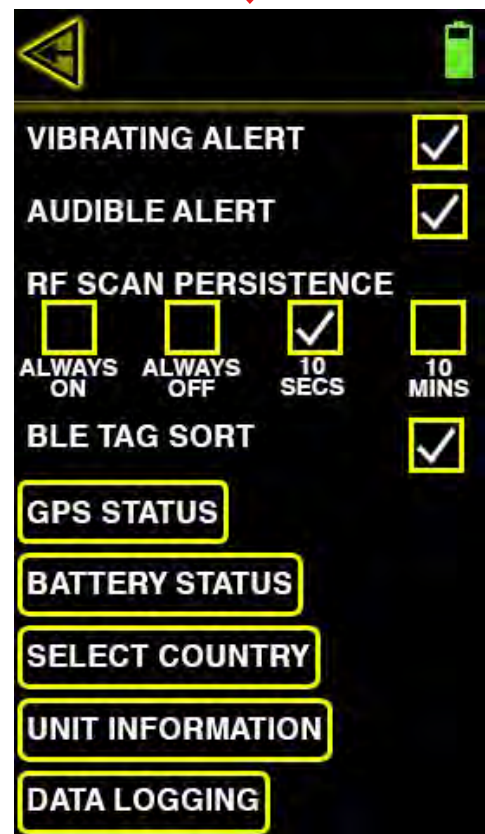 VIBRATING ALERT
AUDIBLE ALERT
RF SCAN PERSISTENCE
ALWAYS ON
ALWAYS OFF
10 SECS
10 MINS
BLE TAG SORT
GPS STATUS
BATTERY STATUS
SELECT COUNTRY
UNIT INFORMATION
DATA LOGGING